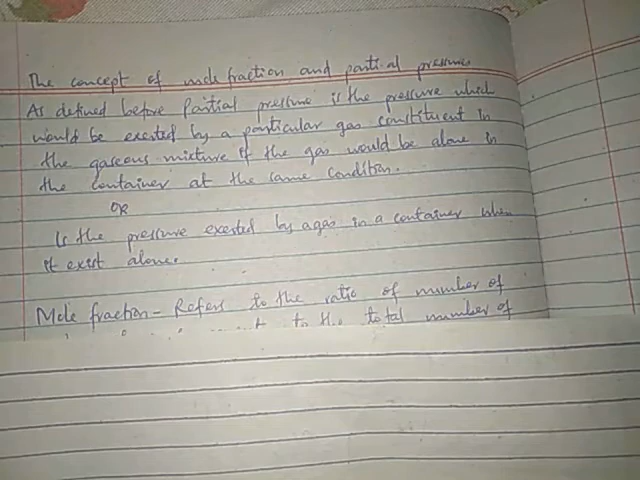 The concept of mole fraction and partial pressure
As defined before Partial pressure is the pressure which
would be exerted by a particular gas constituent in
the gaseous mixture if the gas would be alone in
the container at the same condition.
OR
Is the pressure exerted by a gas in a container when
it exist alone.
Mole fraction - Refers to the ratio of number of
to the total number of